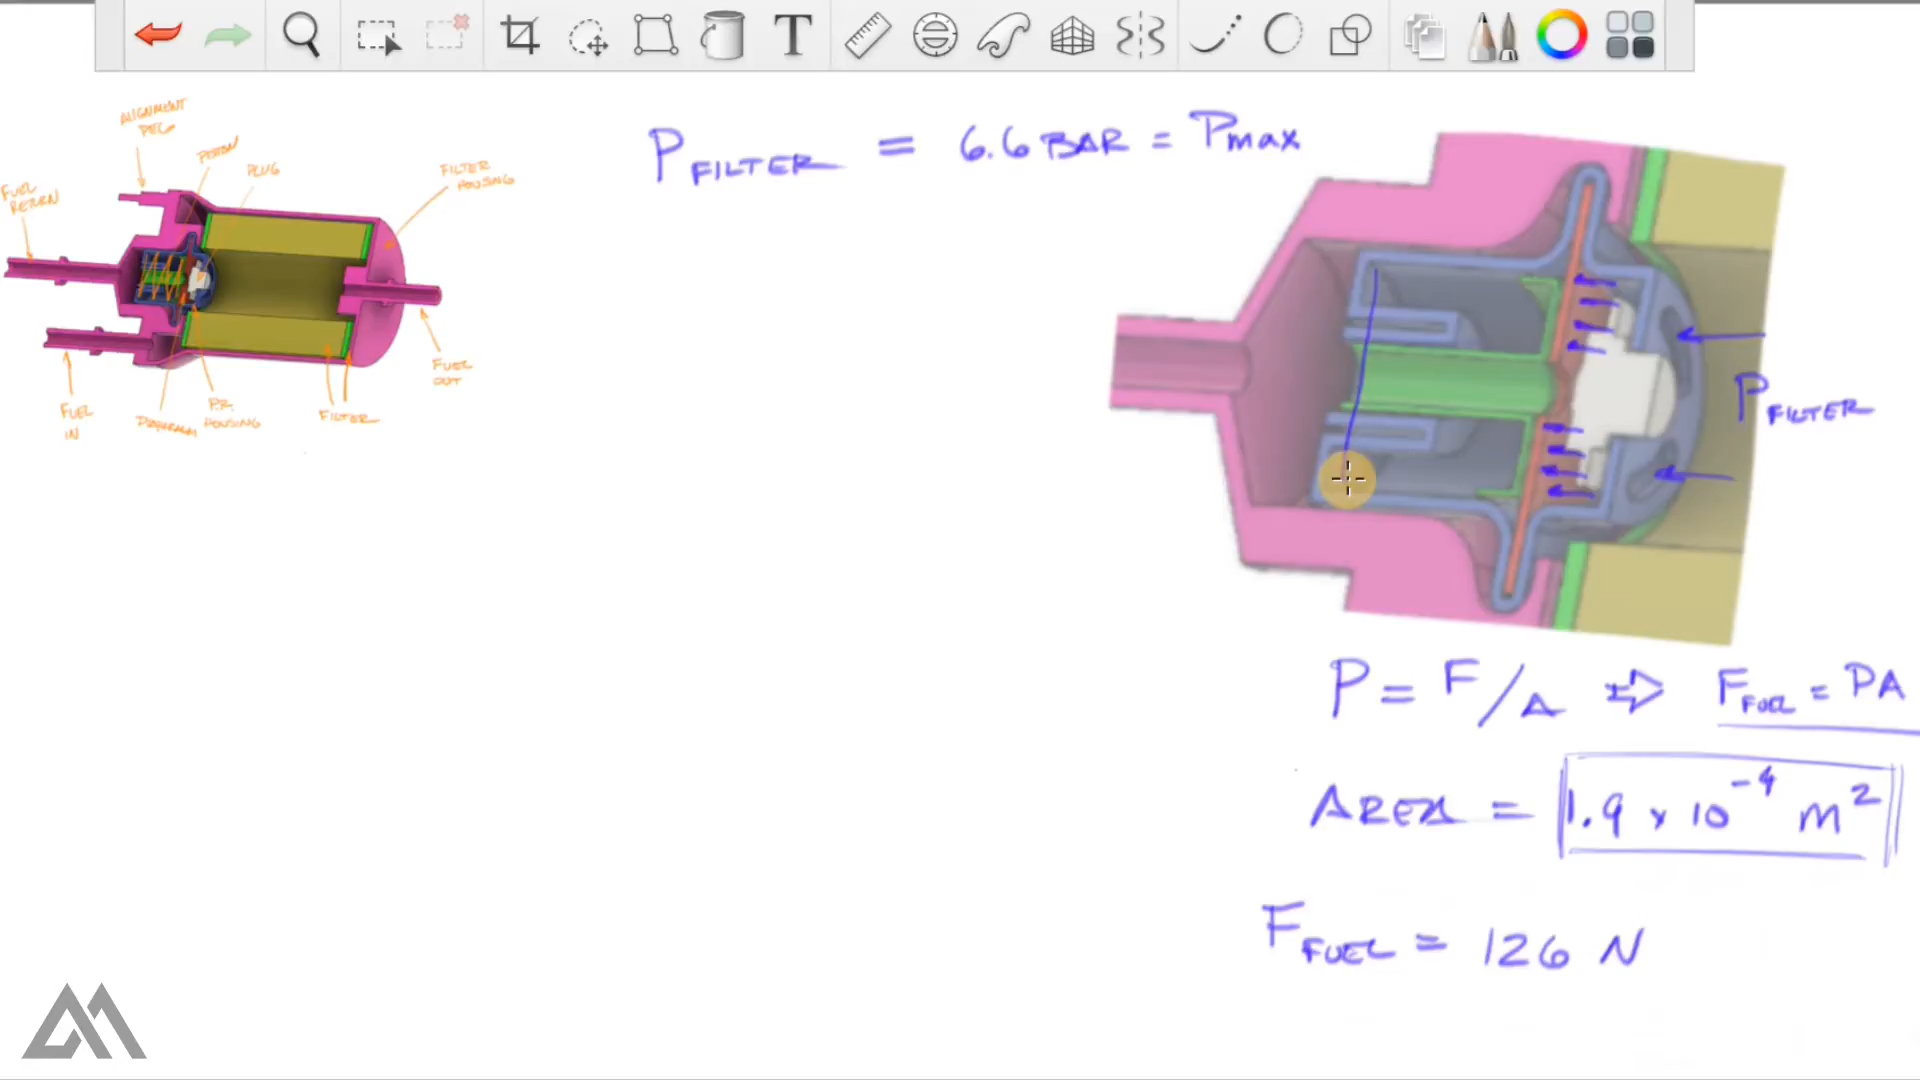 T
ALIGNMENT
PEG
PISTON
PLUG
FILTER
HOUSING
FUEL
RETURN
FUEL
IN
DIAPHRAGM
P.R.
HOUSING
FILTER
FUEL
OUT
P FILTER = 6.6 BAR = Pmax
P FILTER
P = F/A ⇒ F FUEL = PA
AREA = 1.9 x 10⁻⁴ m²
F FUEL = 126 N